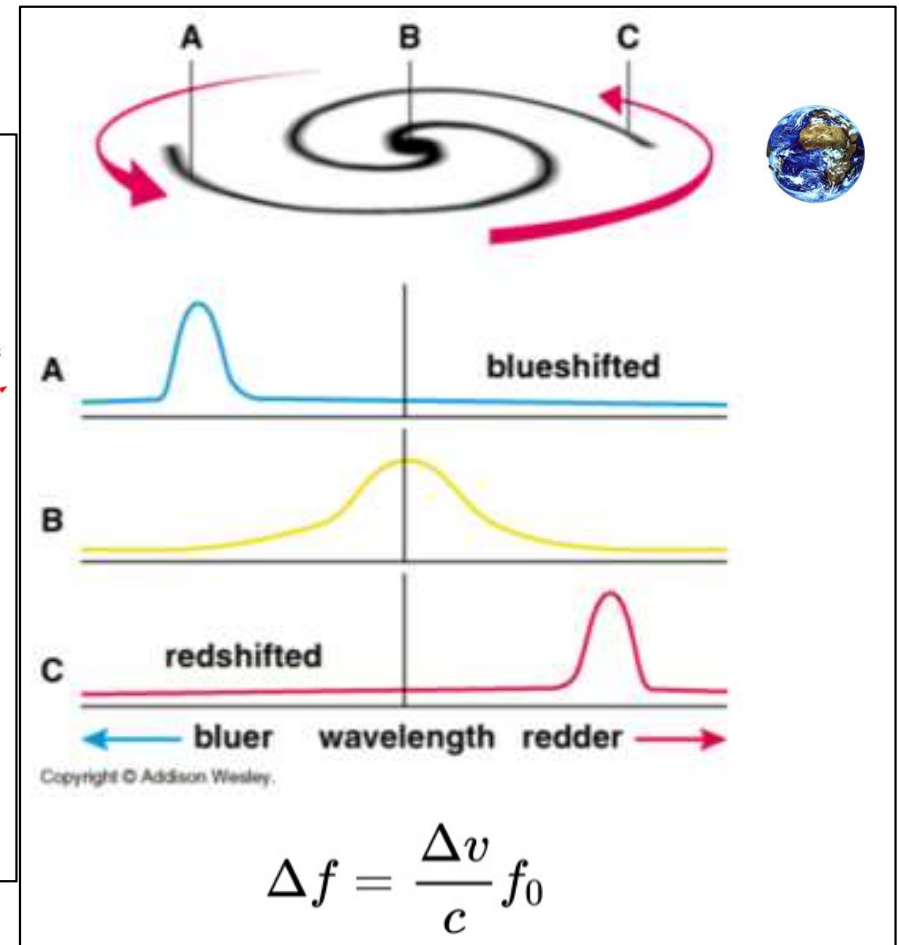 A B C
A blueshifted
B
C redshifted
bluer wavelength redder
Copyright © Addison Wesley.
Δf = Δv/c f₀